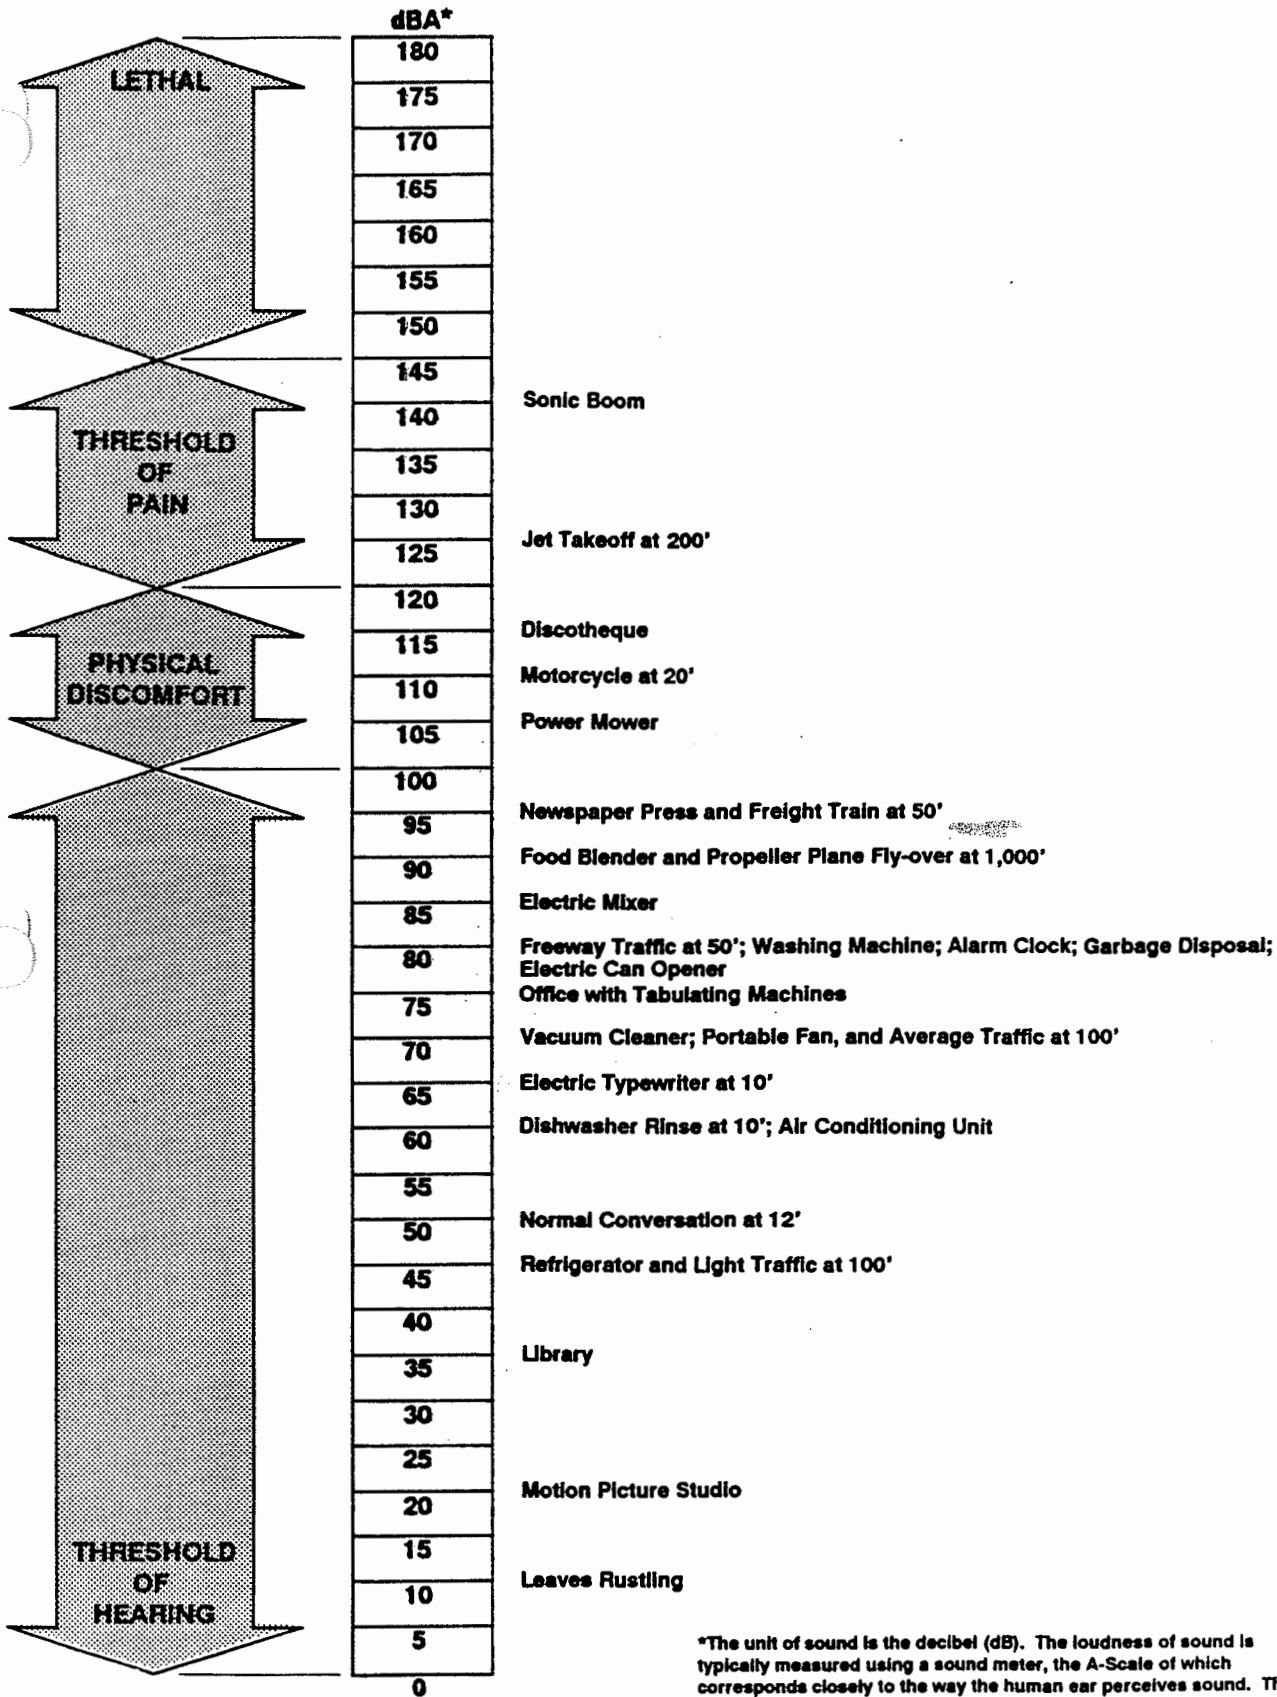 dBA*
LETHAL
180
175
170
165
160
155
150
145
Sonic Boom
140
THRESHOLD
OF
PAIN
135
130
Jet Takeoff at 200'
125
120
Discotheque
115
PHYSICAL
DISCOMFORT
Motorcycle at 20'
110
Power Mower
105
100
Newspaper Press and Freight Train at 50'
95
Food Blender and Propeller Plane Fly-over at 1,000'
90
Electric Mixer
85
Freeway Traffic at 50'; Washing Machine; Alarm Clock; Garbage Disposal;
80
Electric Can Opener
Office with Tabulating Machines
75
Vacuum Cleaner; Portable Fan, and Average Traffic at 100'
70
Electric Typewriter at 10'
65
Dishwasher Rinse at 10'; Air Conditioning Unit
60
55
Normal Conversation at 12'
50
Refrigerator and Light Traffic at 100'
45
40
Library
35
30
25
Motion Picture Studio
20
15
THRESHOLD
OF
HEARING
Leaves Rustling
10
5
0
*The unit of sound is the decibel (dB). The loudness of sound is
typically measured using a sound meter, the A-Scale of which
corresponds closely to the way the human ear perceives sound.